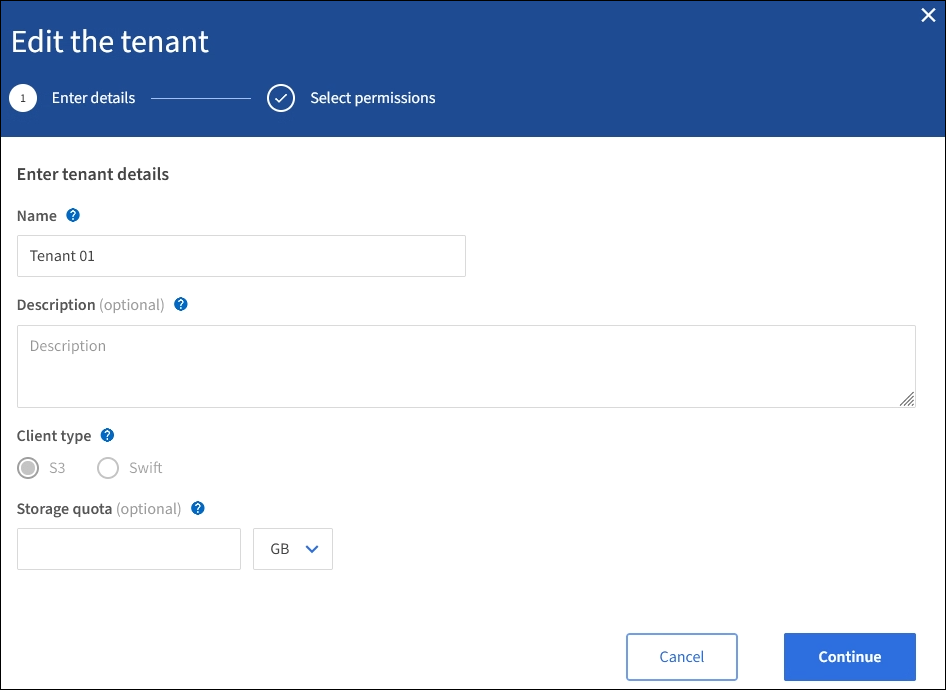 Edit the tenant
1 Enter details Select permissions
Enter tenant details
Name ?
Tenant 01
Description (optional) ?
Description
Client type ?
S3 Swift
Storage quota (optional) ?
GB
Cancel Continue